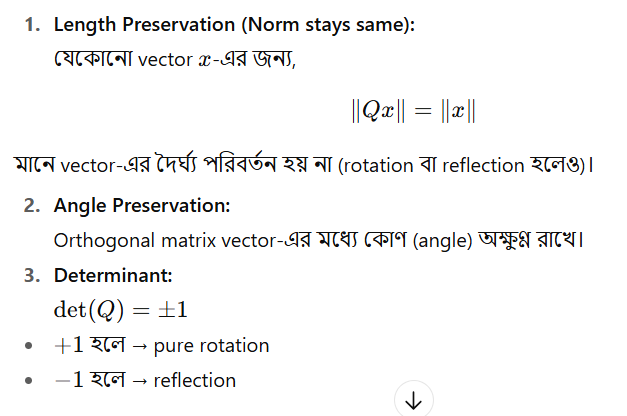 1. Length Preservation (Norm stays same):
যেকোনো vector x-এর জন্য,
‖Qx‖ = ‖x‖
মানে vector-এর দৈর্ঘ্য পরিবর্তন হয় না (rotation বা reflection হলেও)।
2. Angle Preservation:
Orthogonal matrix vector-এর মধ্যে কোণ (angle) অক্ষুণ্ণ রাখে।
3. Determinant:
det(Q) = ±1
• +1 হলে → pure rotation
• −1 হলে → reflection